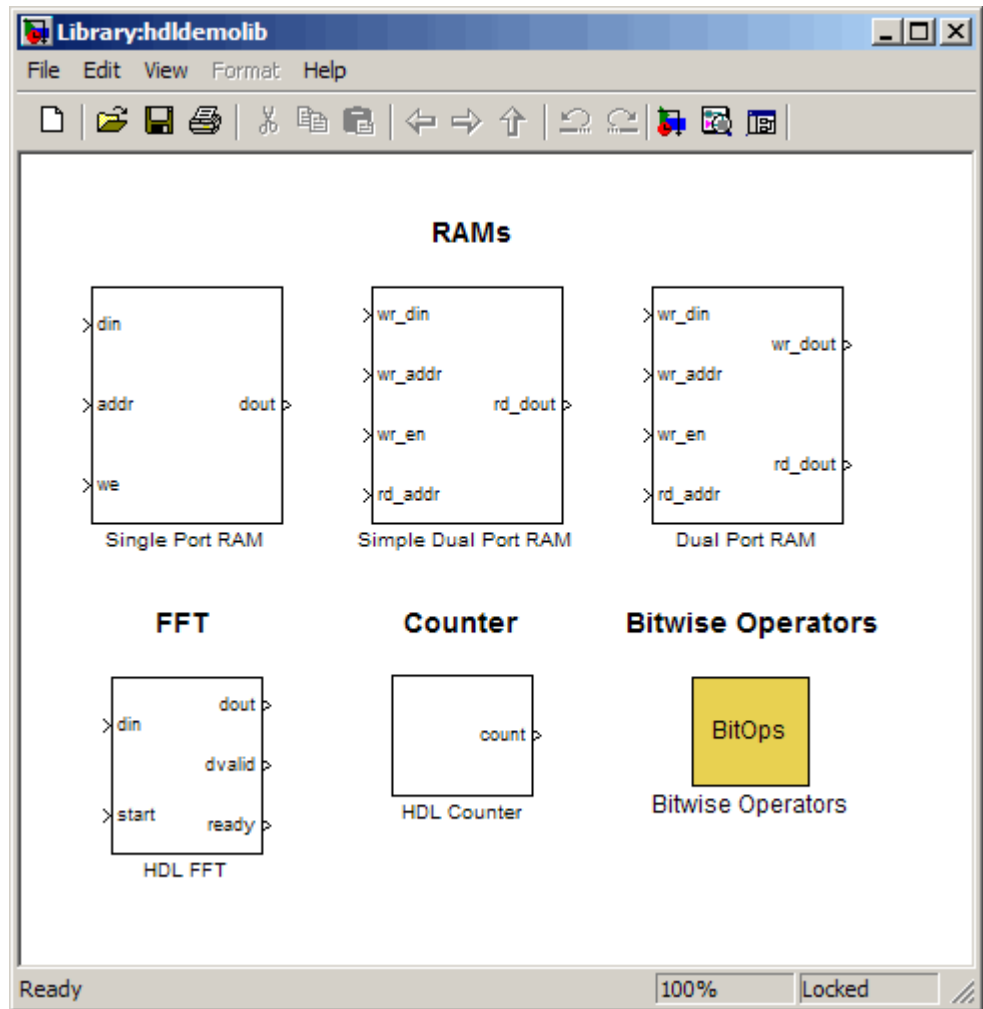 Library:hdldemolib
File Edit View Format Help
RAMs
din
addr
we
dout
Single Port RAM
wr_din
wr_addr
wr_en
rd_addr
rd_dout
Simple Dual Port RAM
wr_din
wr_addr
wr_en
rd_addr
wr_dout
rd_dout
Dual Port RAM
FFT
din
start
dout
dvalid
ready
HDL FFT
Counter
count
HDL Counter
Bitwise Operators
BitOps
Bitwise Operators
Ready 100% Locked